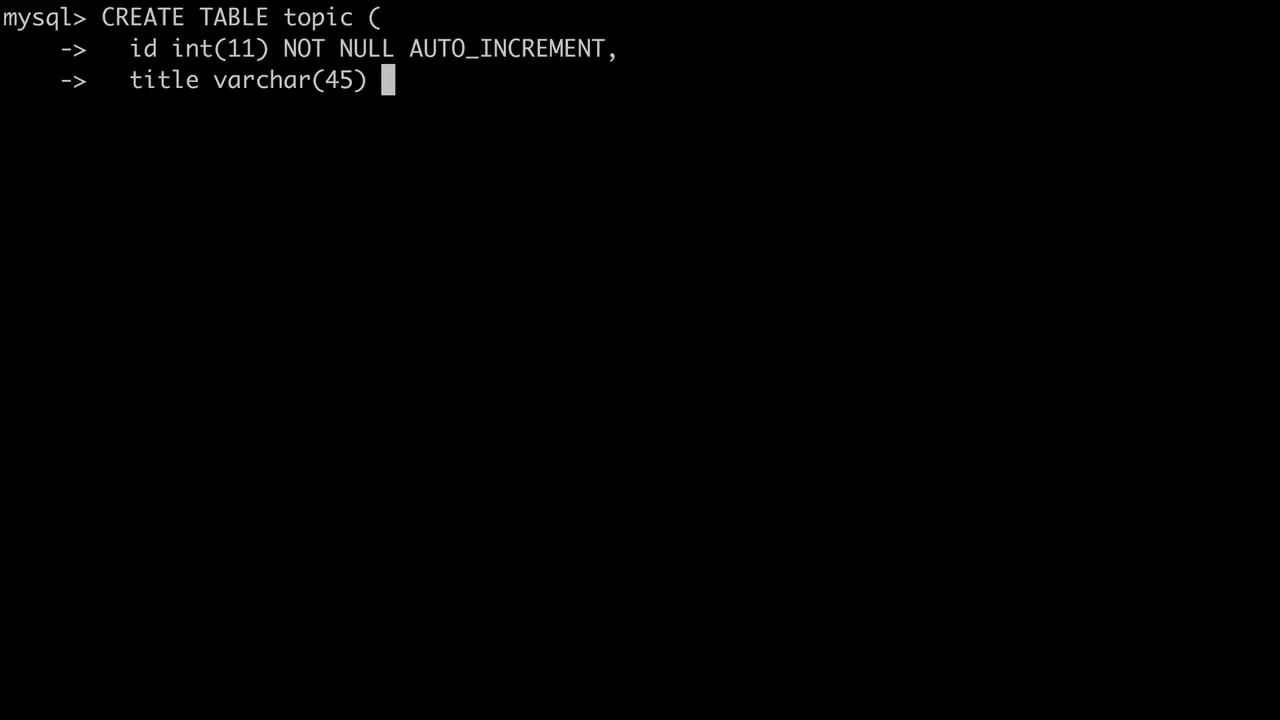 mysql> CREATE TABLE topic (
    ->   id int(11) NOT NULL AUTO_INCREMENT,
    ->   title varchar(45)